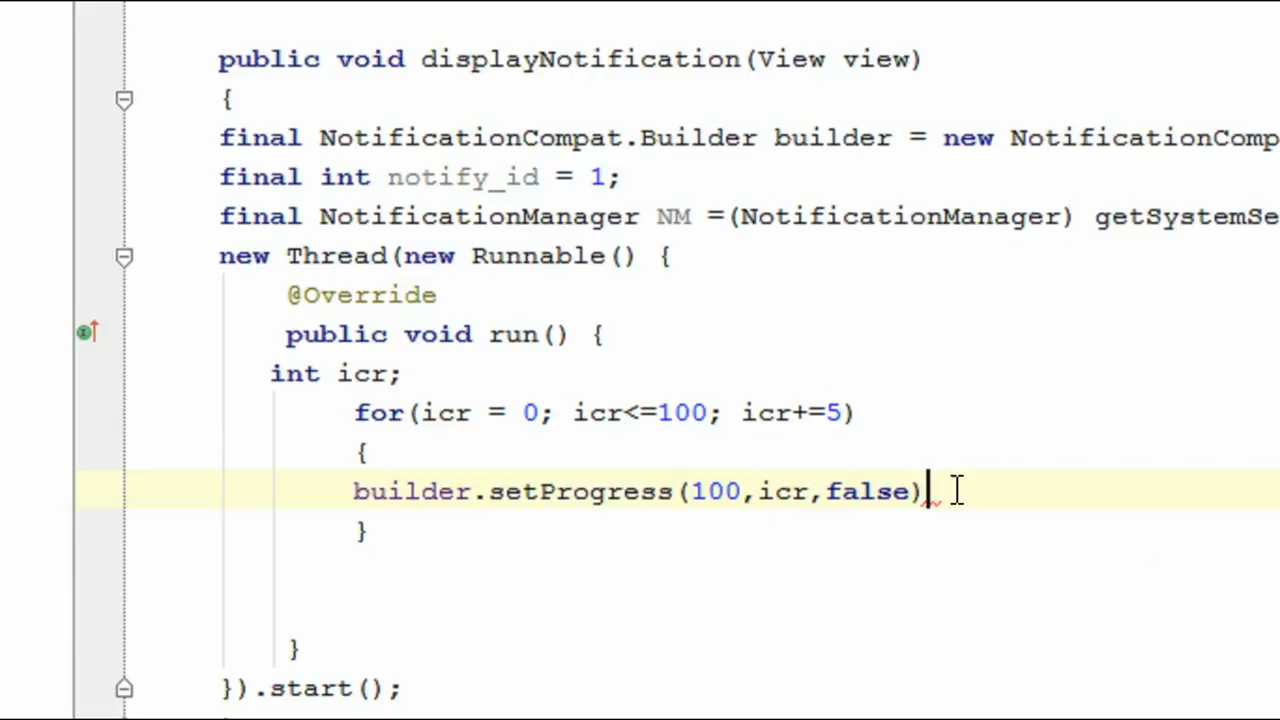 public void displayNotification(View view)
{
final NotificationCompat.Builder builder = new NotificationComp
final int notify_id = 1;
final NotificationManager NM =(NotificationManager) getSystemSe
new Thread(new Runnable() {
@Override
public void run() {
int icr;
for(icr = 0; icr<=100; icr+=5)
{
builder.setProgress(100,icr,false)
}
}
}).start();